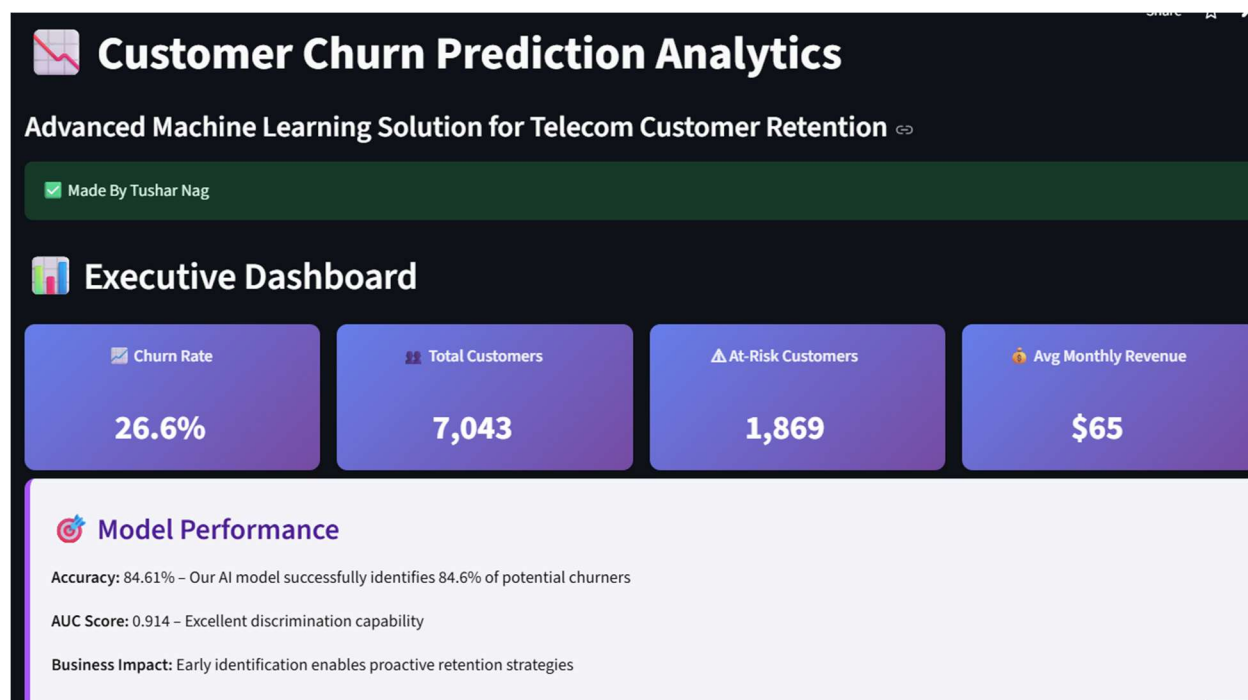 Share
Customer Churn Prediction Analytics
Advanced Machine Learning Solution for Telecom Customer Retention
Made By Tushar Nag
Executive Dashboard
Churn Rate
26.6%
Total Customers
7,043
At-Risk Customers
1,869
Avg Monthly Revenue
$65
Model Performance
Accuracy: 84.61% – Our AI model successfully identifies 84.6% of potential churners
AUC Score: 0.914 – Excellent discrimination capability
Business Impact: Early identification enables proactive retention strategies